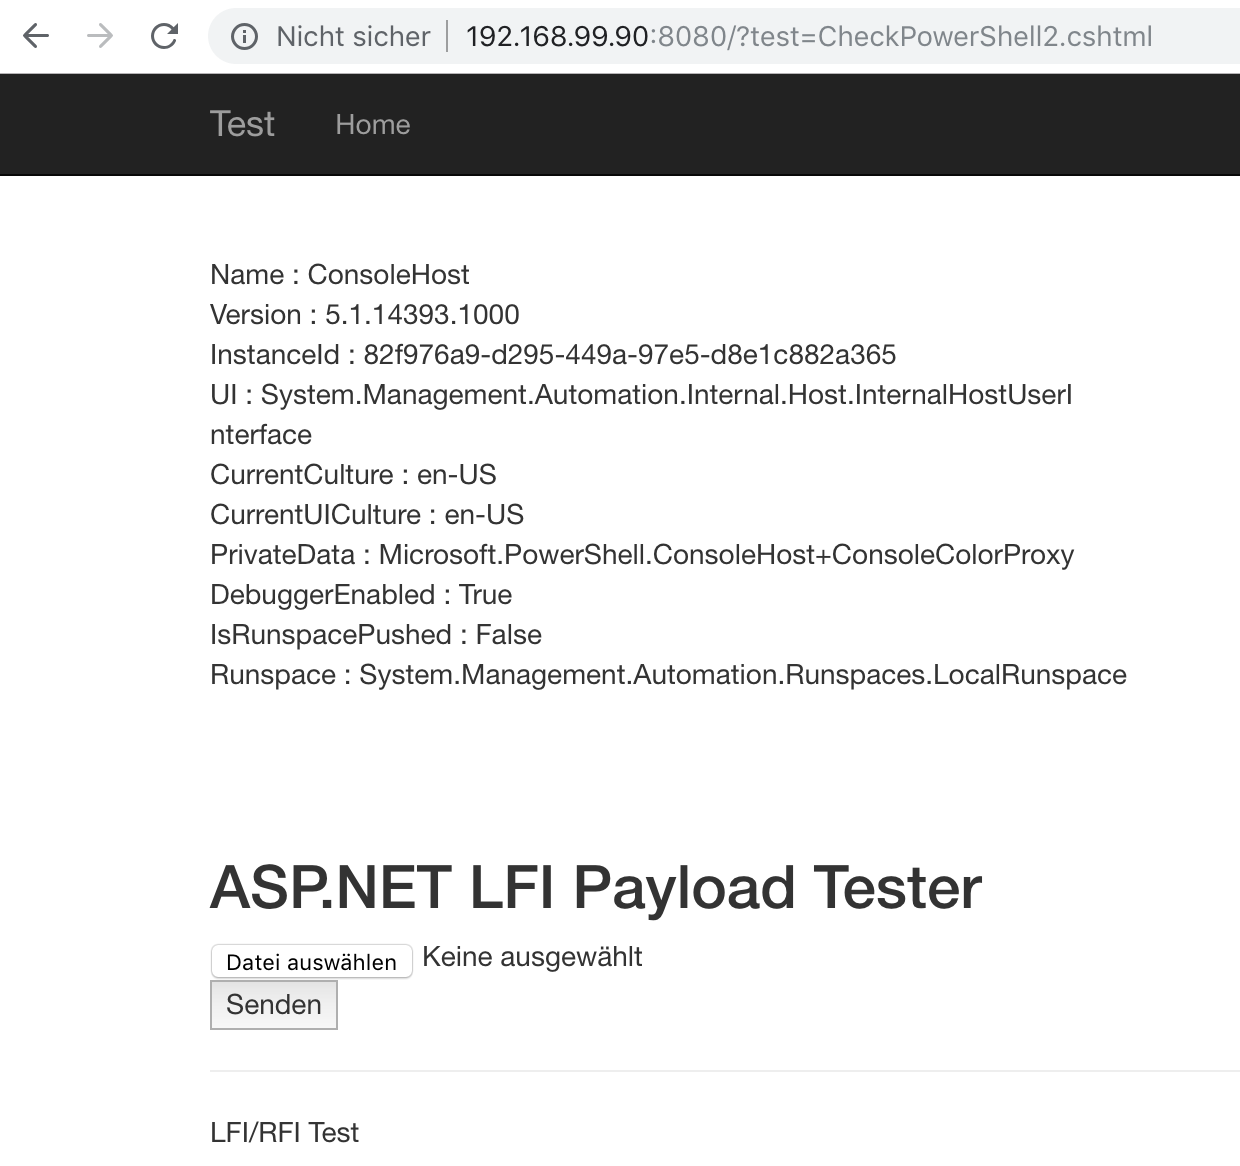 Nicht sicher 192.168.99.90:8080/?test=CheckPowerShell2.cshtml
Test Home
Name : ConsoleHost
Version : 5.1.14393.1000
InstanceId : 82f976a9-d295-449a-97e5-d8e1c882a365
UI : System.Management.Automation.Internal.Host.InternalHostUserI
nterface
CurrentCulture : en-US
CurrentUICulture : en-US
PrivateData : Microsoft.PowerShell.ConsoleHost+ConsoleColorProxy
DebuggerEnabled : True
IsRunspacePushed : False
Runspace : System.Management.Automation.Runspaces.LocalRunspace
ASP.NET LFI Payload Tester
Datei auswählen Keine ausgewählt
Senden
LFI/RFI Test